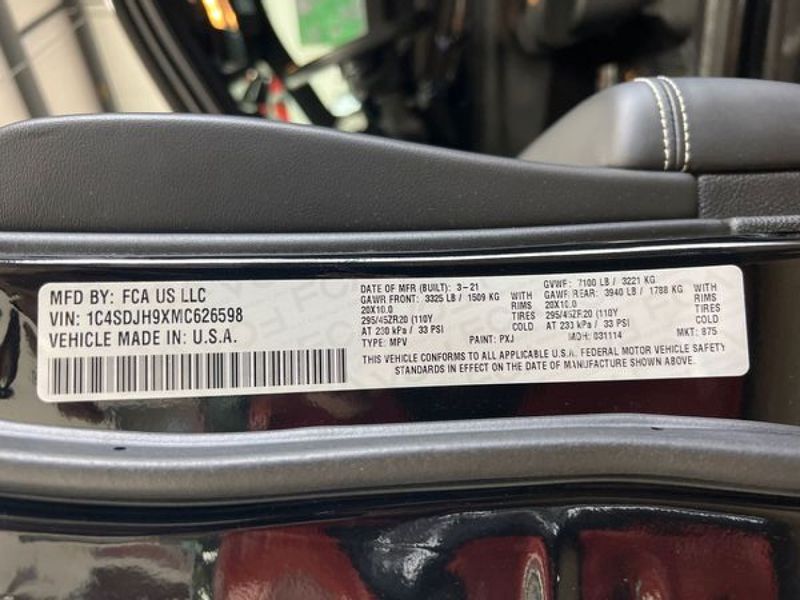 MFD BY: FCA US LLC
VIN: 1C4SDJH9XMC626598
VEHICLE MADE IN: U.S.A.
DATE OF MFR (BUILT): 3-21
GAWR FRONT: 3325 LB / 1509 KG WITH
20X10.0 RIMS
295/45ZR20 (110Y TIRES
AT 230 kPa / 33 PSI COLD
TYPE: MPV PAINT: PXJ
GVWF: 7100 LB / 3221 KG
GAWR REAR: 3940 LB / 1788 KG WITH
20X10.0 RIMS
295/45ZR20 (110Y TIRES
AT 230 kPa / 33 PSI COLD
MDH: 031114 MKT: 875
THIS VEHICLE CONFORMS TO ALL APPLICABLE U.S.A. FEDERAL MOTOR VEHICLE SAFETY
STANDARDS IN EFFECT ON THE DATE OF MANUFACTURE SHOWN ABOVE.